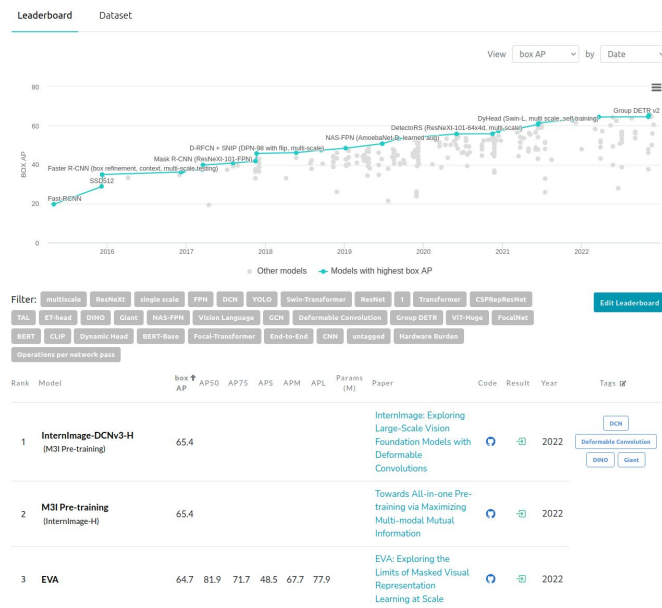 Leaderboard Dataset
View box AP by Date
80
60
40
20
0
BOX AP
Group DETR v2
DyHead (Swin-L, multi scale, self-training)
DetectoRS (ResNeXt-101-64x4d, multi-scale)
NAS-FPN (AmoebaNet-D, learned aug)
D-RFCN + SNIP (DPN-98 with flip, multi-scale)
Mask R-CNN (ResNeXt-101-FPN)
Faster R-CNN (box refinement, context, multi-scale testing)
SSD512
Fast-RCNN
2016 2017 2018 2019 2020 2021 2022
Other models Models with highest box AP
Filter: multiscale ResNeXt single scale FPN DCN YOLO Swin-Transformer ResNet 1 Transformer CSPRepResNet
Edit Leaderboard
TAL ET-head DINO Giant NAS-FPN Vision Language GCN Deformable Convolution Group DETR ViT-Huge FocalNet
BERT CLIP Dynamic Head BERT-Base Focal-Transformer End-to-End CNN untagged Hardware Burden
Operations per network pass
Rank Model box AP AP50 AP75 APS APM APL Params (M) Paper Code Result Year Tags
1 InternImage-DCNv3-H (M3I Pre-training) 65.4
InternImage: Exploring
Large-Scale Vision
Foundation Models with
Deformable
Convolutions
2022
DCN
Deformable Convolution
DINO Giant
2 M3I Pre-training (InternImage-H) 65.4
Towards All-in-one Pre-
training via Maximizing
Multi-modal Mutual
Information
2022
3 EVA 64.7 81.9 71.7 48.5 67.7 77.9
EVA: Exploring the
Limits of Masked Visual
Representation
Learning at Scale
2022